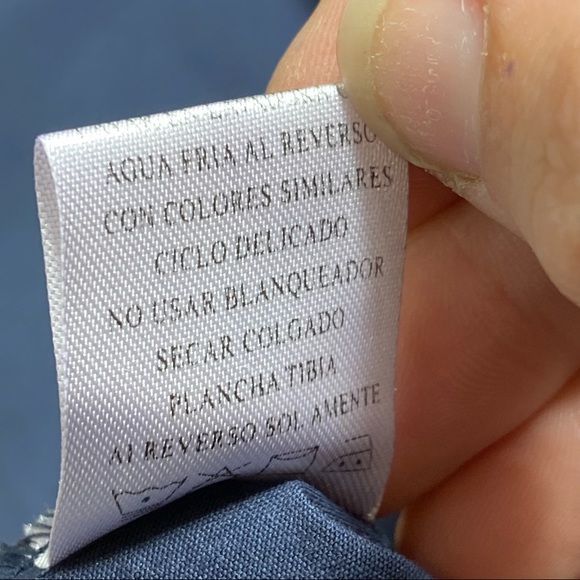 AGUA FRIA AL REVERSO
CON COLORES SIMILARES
CICLO DELICADO
NO USAR BLANQUEADOR
SECAR COLGADO
PLANCHA TIBIA
AL REVERSO SOLAMENTE